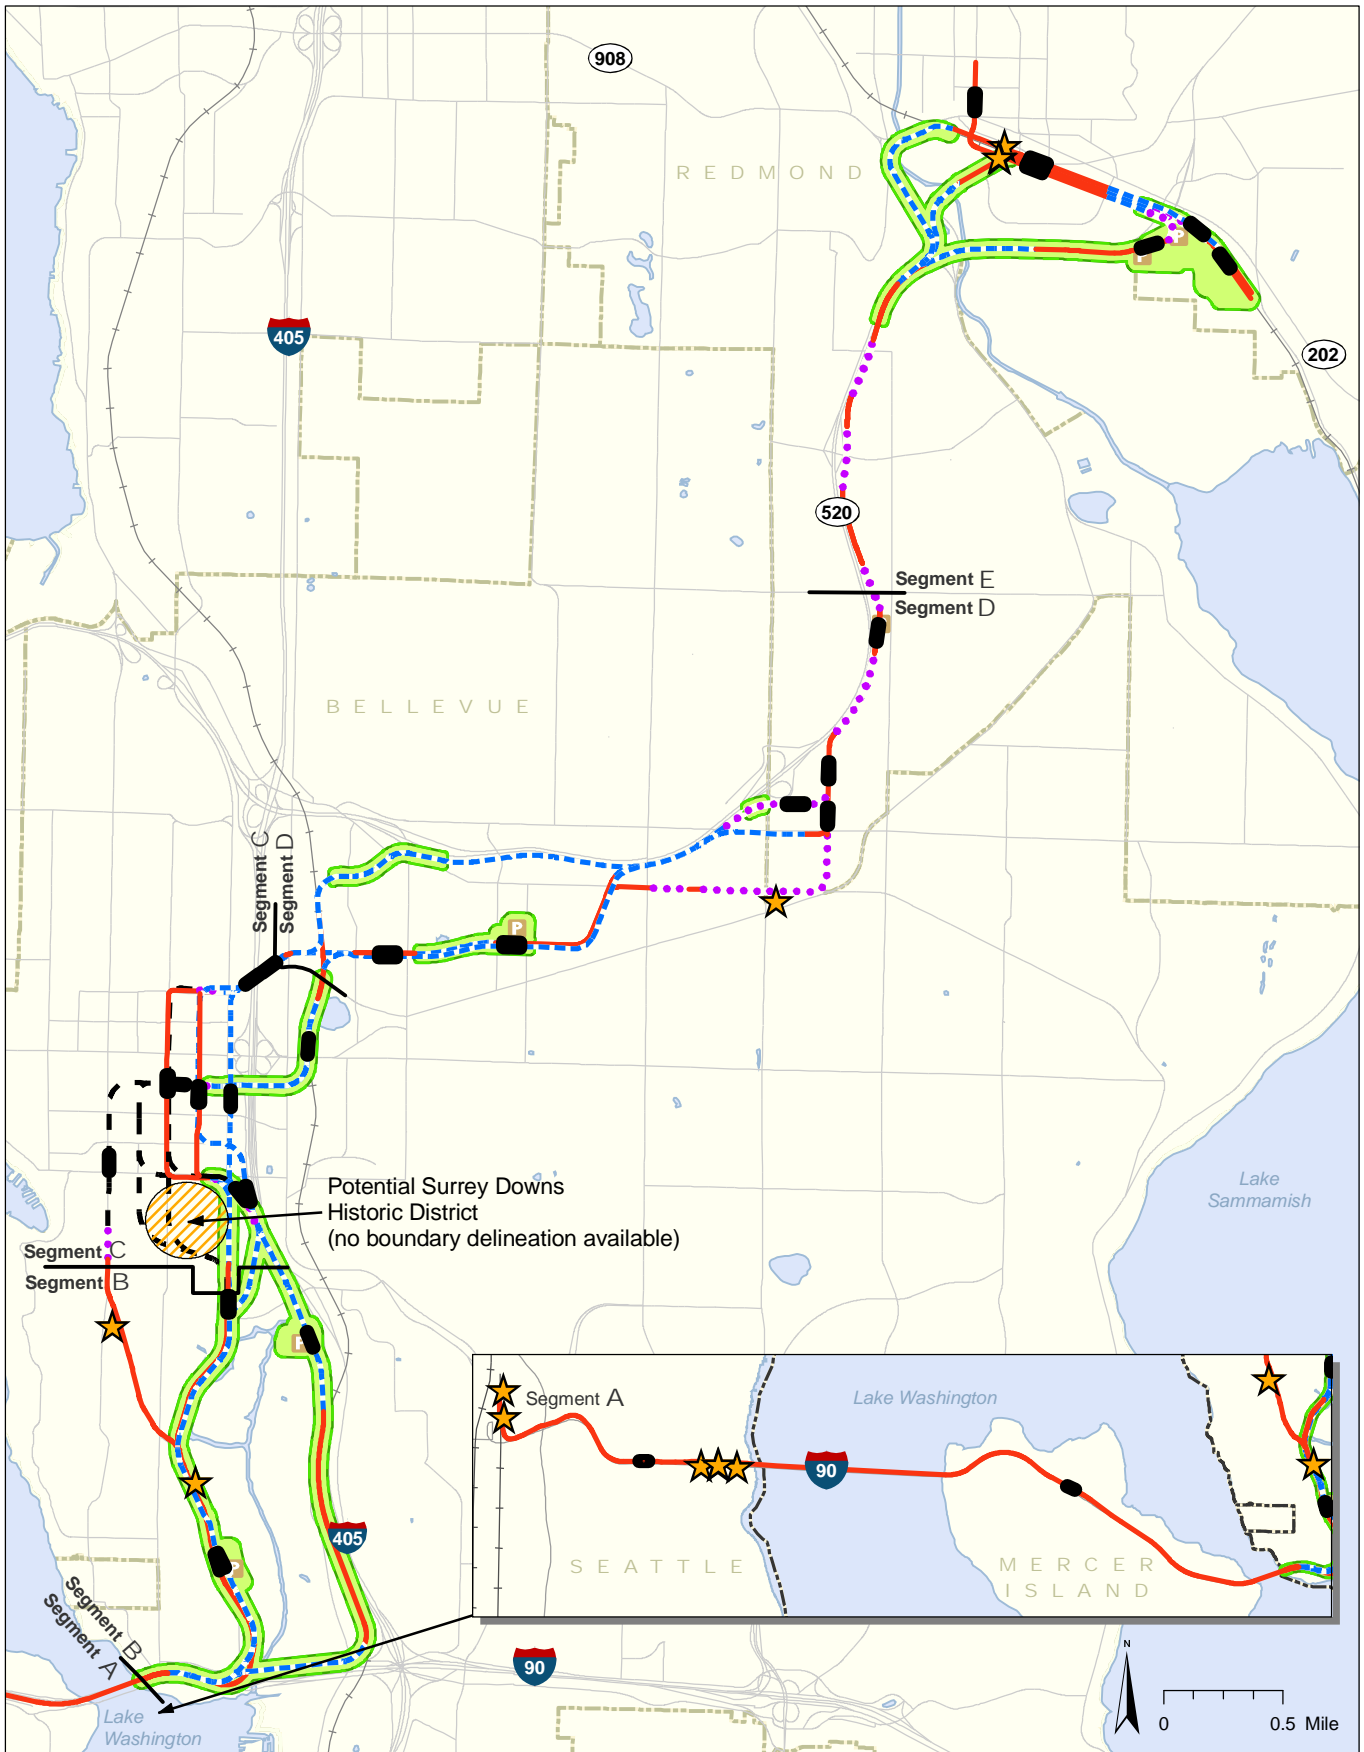 908
REDMOND
202
202
405
520
Segment E
Segment D
BELLEVUE
Segment C
Segment D
P
P
P
Potential Surrey Downs
Historic District
(no boundary delineation available)
Lake
Sammamish
Segment C
Segment B
P
Segment A
Lake Washington
90
SEATTLE
MERCER
ISLAND
405
P
Segment B
Segment A
90
Lake
Washington
N
0 0.5 Mile